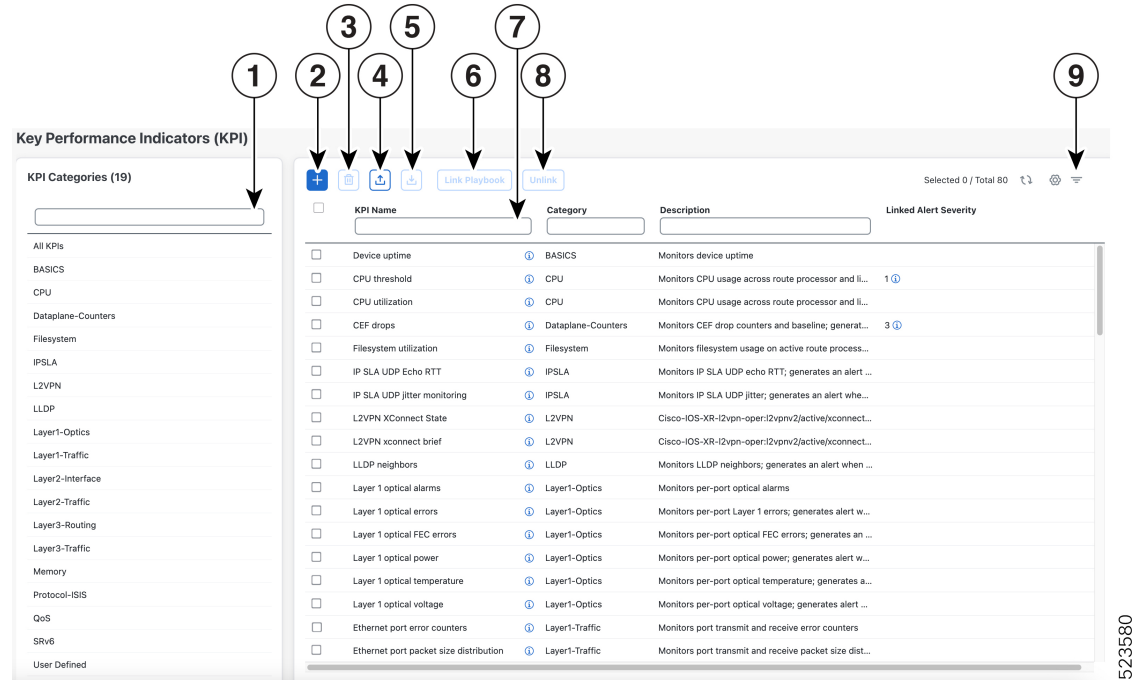 3
5
7
1
2
4
6
8
9
Key Performance Indicators (KPI)
KPI Categories (19)
Link Playbook
Unlink
Selected 0 / Total 80
KPI Name
Category
Description
Linked Alert Severity
All KPIs
BASICS
CPU
Dataplane-Counters
Filesystem
IPSLA
L2VPN
LLDP
Layer1-Optics
Layer1-Traffic
Layer2-Interface
Layer2-Traffic
Layer3-Routing
Layer3-Traffic
Memory
Protocol-ISIS
QoS
SRv6
User Defined
Device uptime BASICS Monitors device uptime
CPU threshold CPU Monitors CPU usage across route processor and li... 1
CPU utilization CPU Monitors CPU usage across route processor and li...
CEF drops Dataplane-Counters Monitors CEF drop counters and baseline; generat... 3
Filesystem utilization Filesystem Monitors filesystem usage on active route process...
IP SLA UDP Echo RTT IPSLA Monitors IP SLA UDP echo RTT; generates an alert ...
IP SLA UDP jitter monitoring IPSLA Monitors IP SLA UDP jitter; generates an alert whe...
L2VPN XConnect State L2VPN Cisco-IOS-XR-l2vpn-oper:l2vpnv2/active/xconnect...
L2VPN xconnect brief L2VPN Cisco-IOS-XR-l2vpn-oper:l2vpnv2/active/xconnect...
LLDP neighbors LLDP Monitors LLDP neighbors; generates an alert when ...
Layer 1 optical alarms Layer1-Optics Monitors per-port optical alarms
Layer 1 optical errors Layer1-Optics Monitors per-port Layer 1 errors; generates alert w...
Layer 1 optical FEC errors Layer1-Optics Monitors per-port optical FEC errors; generates an ...
Layer 1 optical power Layer1-Optics Monitors per-port optical power; generates alert w...
Layer 1 optical temperature Layer1-Optics Monitors per-port optical temperature; generates a...
Layer 1 optical voltage Layer1-Optics Monitors per-port optical voltage; generates alert ...
Ethernet port error counters Layer1-Traffic Monitors port transmit and receive error counters
Ethernet port packet size distribution Layer1-Traffic Monitors port transmit and receive packet size dist...
523580